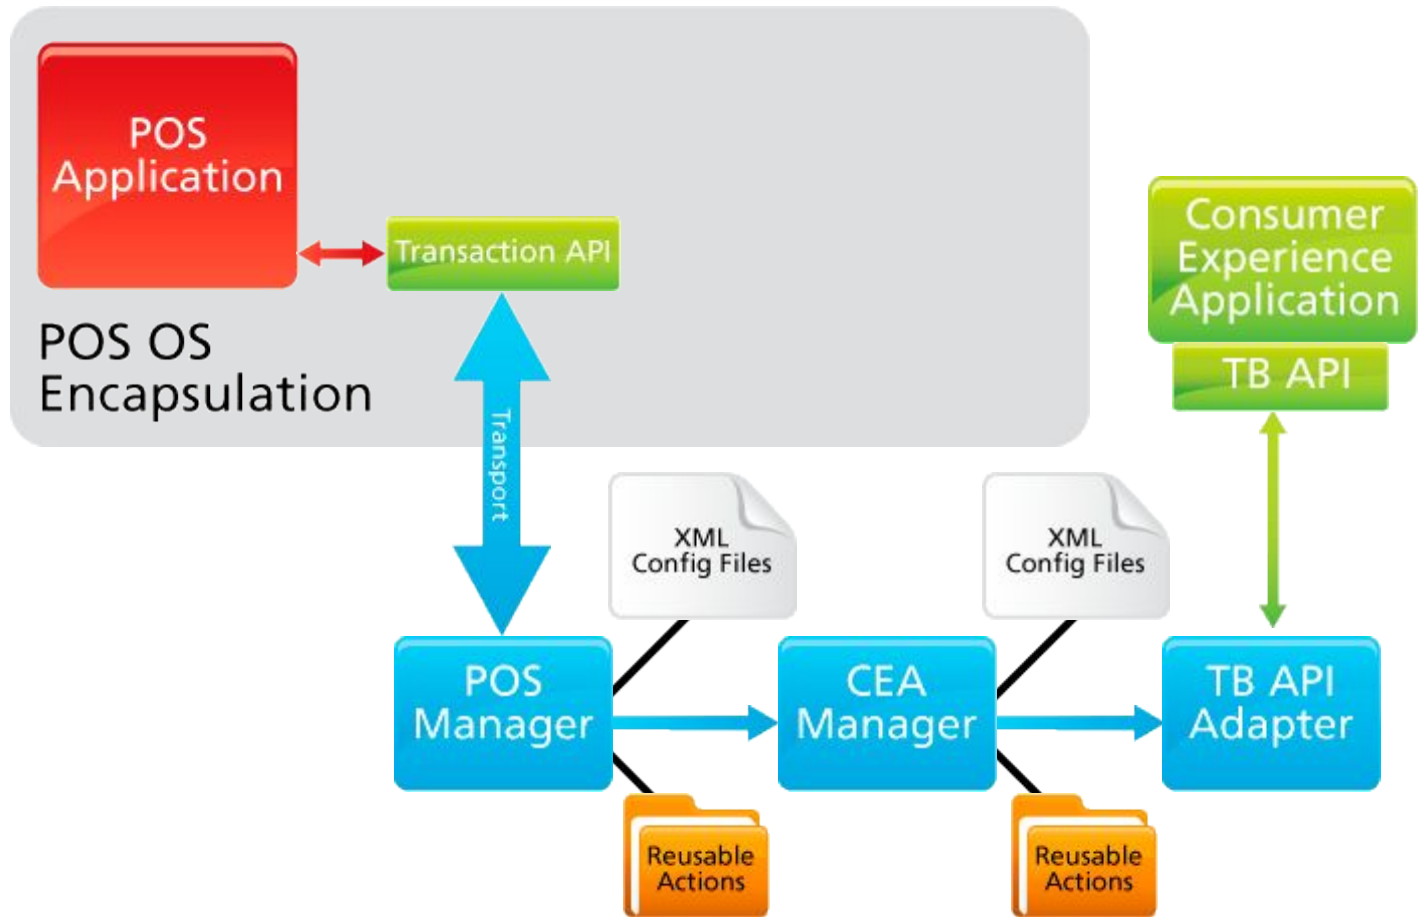 POS
Application
Transaction API
POS OS
Encapsulation
Consumer
Experience
Application
TB API
Transport
XML
Config Files
XML
Config Files
POS
Manager
CEA
Manager
TB API
Adapter
Reusable
Actions
Reusable
Actions